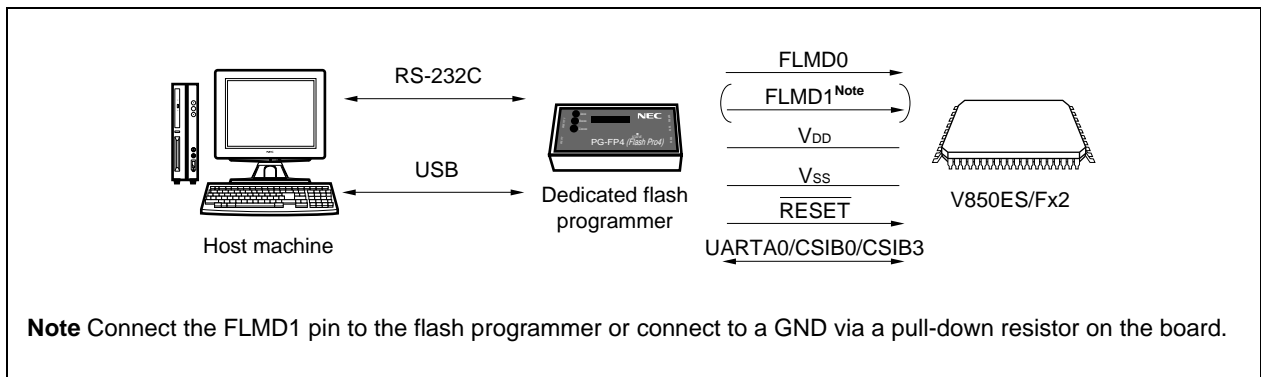 RS-232C
USB
Host machine
NEC
PG-FP4 (Flash Pro4)
Dedicated flash
programmer
FLMD0
FLMD1Note
VDD
VSS
RESET
UARTA0/CSIB0/CSIB3
V850ES/Fx2
Note Connect the FLMD1 pin to the flash programmer or connect to a GND via a pull-down resistor on the board.